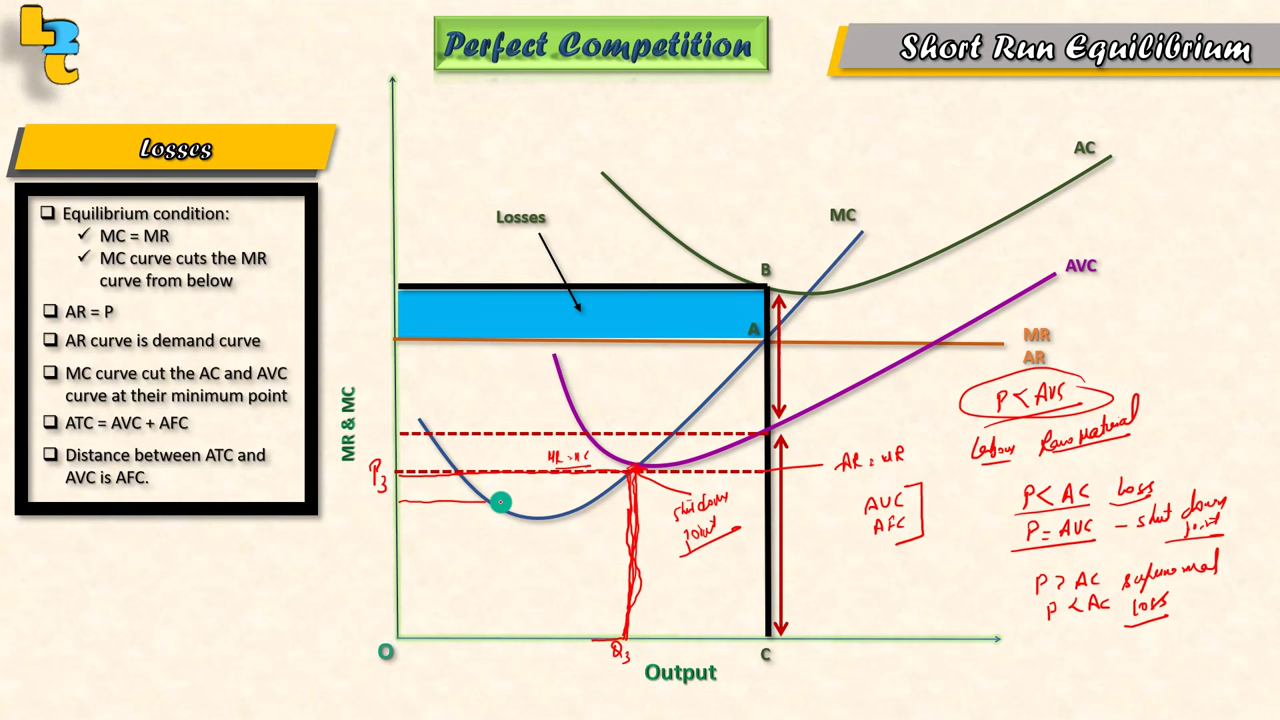 LBC
Perfect Competition
Short Run Equilibrium
Losses
Equilibrium condition:
MC = MR
MC curve cuts the MR
curve from below
AR = P
AR curve is demand curve
MC curve cut the AC and AVC
curve at their minimum point
ATC = AVC + AFC
Distance between ATC and
AVC is AFC.
MR & MC
Losses
AC
MC
AVC
B
A
MR
AR
P < AVC
Labour Raw Material
MR = MC
P3
AR = MR
Shut down
point
AVC
AFC
P < AC Loss
P = AVC – Shut down
point
P > AC supernormal
P < AC loss
O
Q3
C
Output